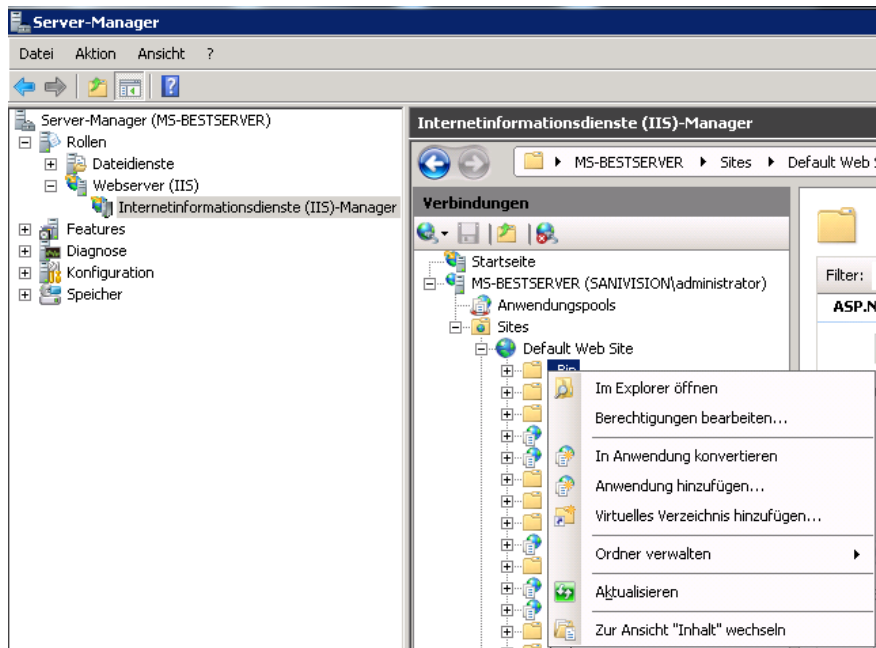 Server-Manager
Datei Aktion Ansicht ?
Server-Manager (MS-BESTSERVER)
Rollen
Dateidienste
Webserver (IIS)
Internetinformationsdienste (IIS)-Manager
Features
Diagnose
Konfiguration
Speicher
Internetinformationsdienste (IIS)-Manager
MS-BESTSERVER Sites Default Web
Verbindungen
Startseite
MS-BESTSERVER (SANIVISION\administrator)
Anwendungspools
Sites
Default Web Site
Filter:
ASP.N
Im Explorer öffnen
Berechtigungen bearbeiten...
In Anwendung konvertieren
Anwendung hinzufügen...
Virtuelles Verzeichnis hinzufügen...
Ordner verwalten
Aktualisieren
Zur Ansicht "Inhalt" wechseln